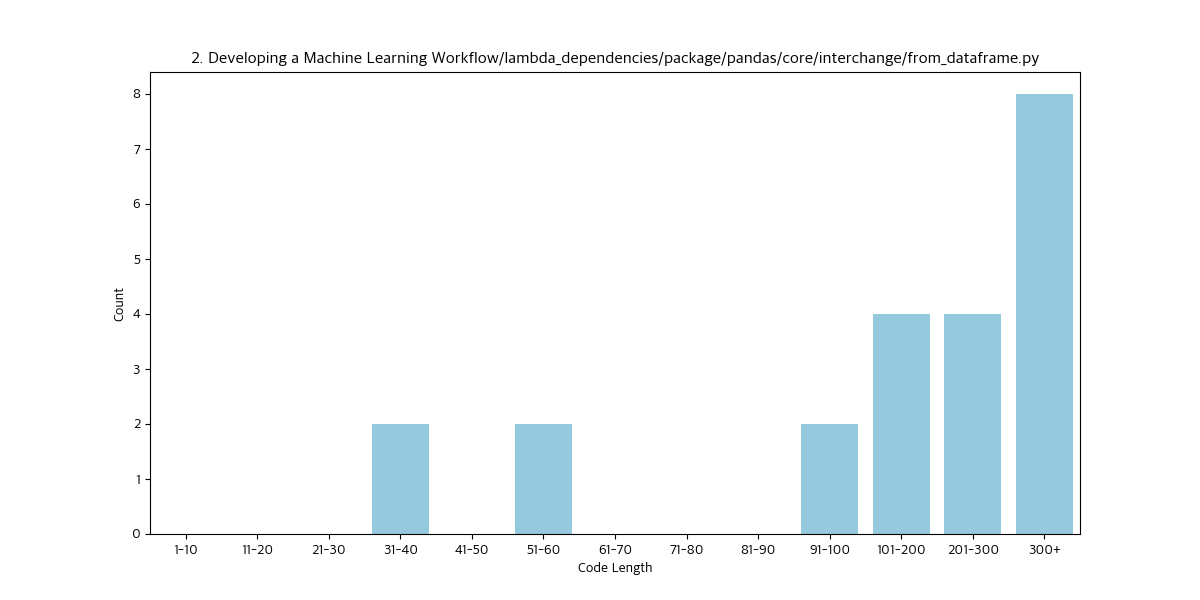 2. Developing a Machine Learning Workflow/lambda_dependencies/package/pandas/core/interchange/from_dataframe.py
8
7
6
5
4
3
2
1
0
Count
1-10 11-20 21-30 31-40 41-50 51-60 61-70 71-80 81-90 91-100 101-200 201-300 300+
Code Length